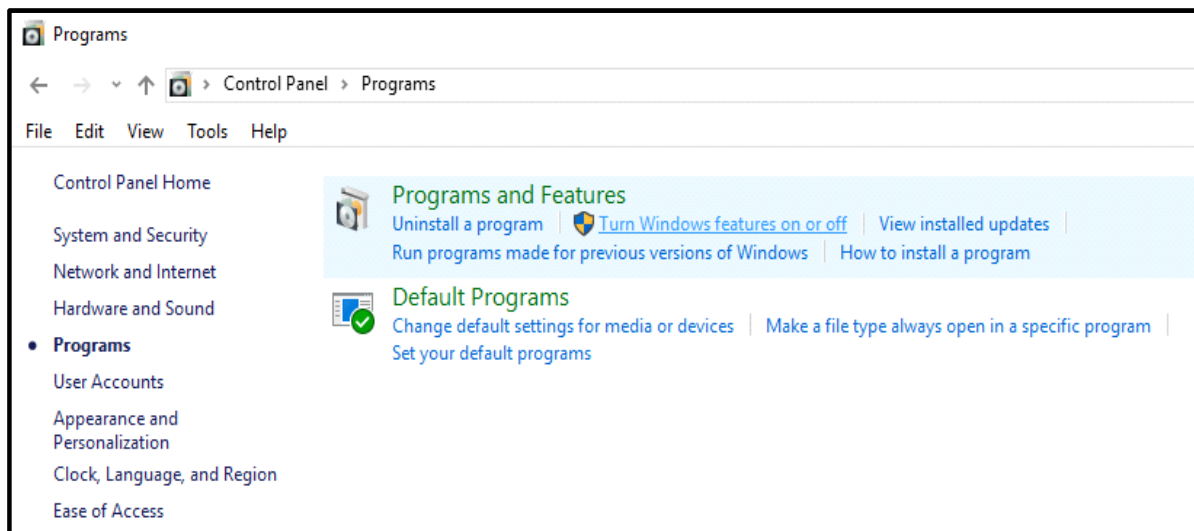 Programs
Control Panel > Programs
File Edit View Tools Help
Control Panel Home
System and Security
Network and Internet
Hardware and Sound
Programs
User Accounts
Appearance and
Personalization
Clock, Language, and Region
Ease of Access
Programs and Features
Uninstall a program Turn Windows features on or off View installed updates
Run programs made for previous versions of Windows How to install a program
Default Programs
Change default settings for media or devices Make a file type always open in a specific program
Set your default programs